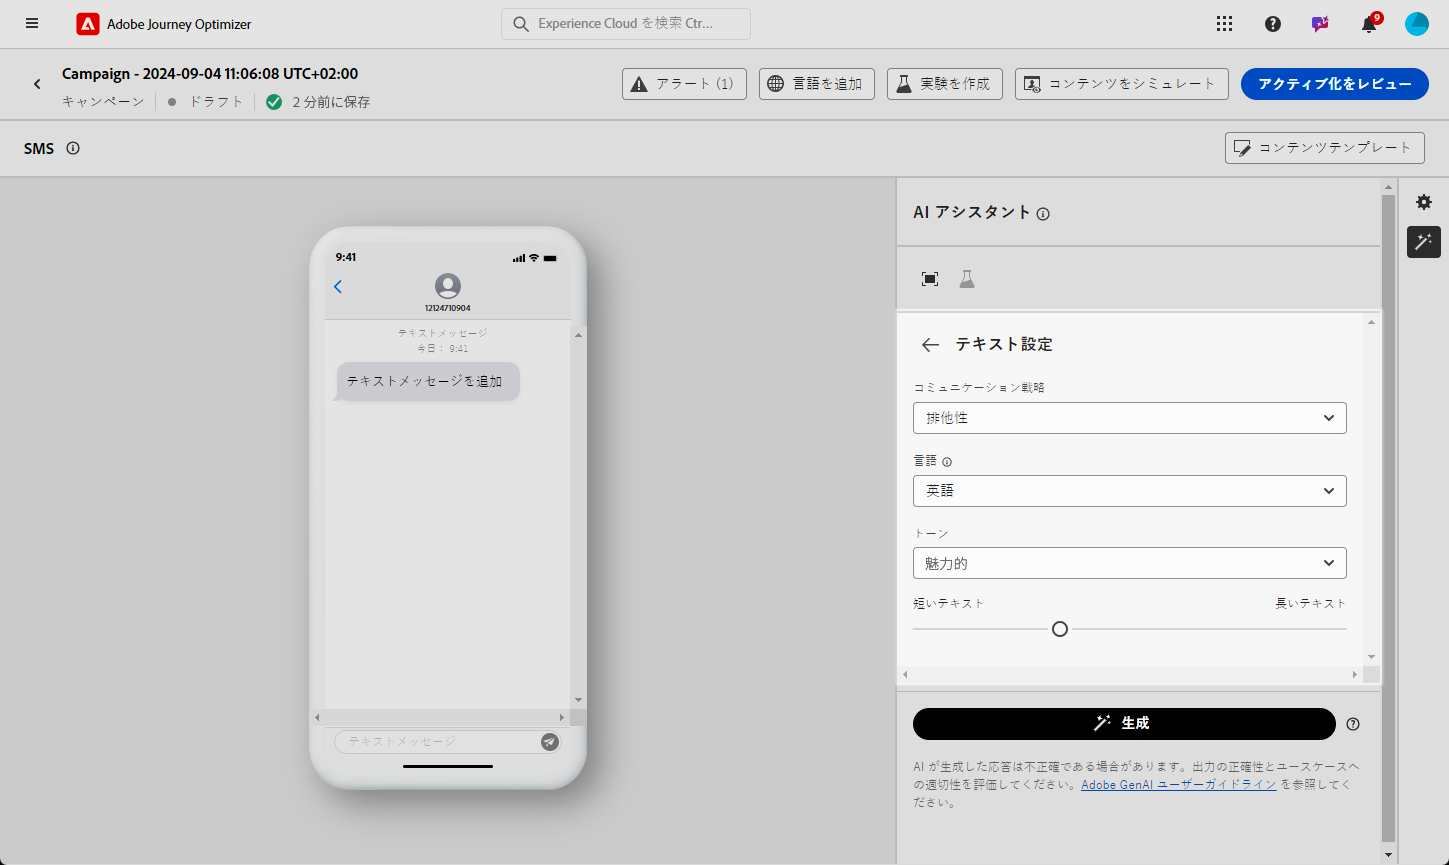 Adobe Journey Optimizer
Experience Cloud を検索 Ctr...
9
Campaign - 2024-09-04 11:06:08 UTC+02:00
キャンペーン
ドラフト
2 分前に保存
アラート (1)
言語を追加
実験を作成
コンテンツをシミュレート
アクティブ化をレビュー
SMS
コンテンツテンプレート
9:41
12124710904
テキストメッセージ
今日： 9:41
テキストメッセージを追加
テキストメッセージ
AI アシスタント
テキスト設定
コミュニケーション戦略
排他性
言語
英語
トーン
魅力的
短いテキスト
長いテキスト
生成
AI が生成した応答は不正確である場合があります。出力の正確性とユースケースへ
の適切性を評価してください。Adobe GenAI ユーザーガイドライン を参照してく
ださい。